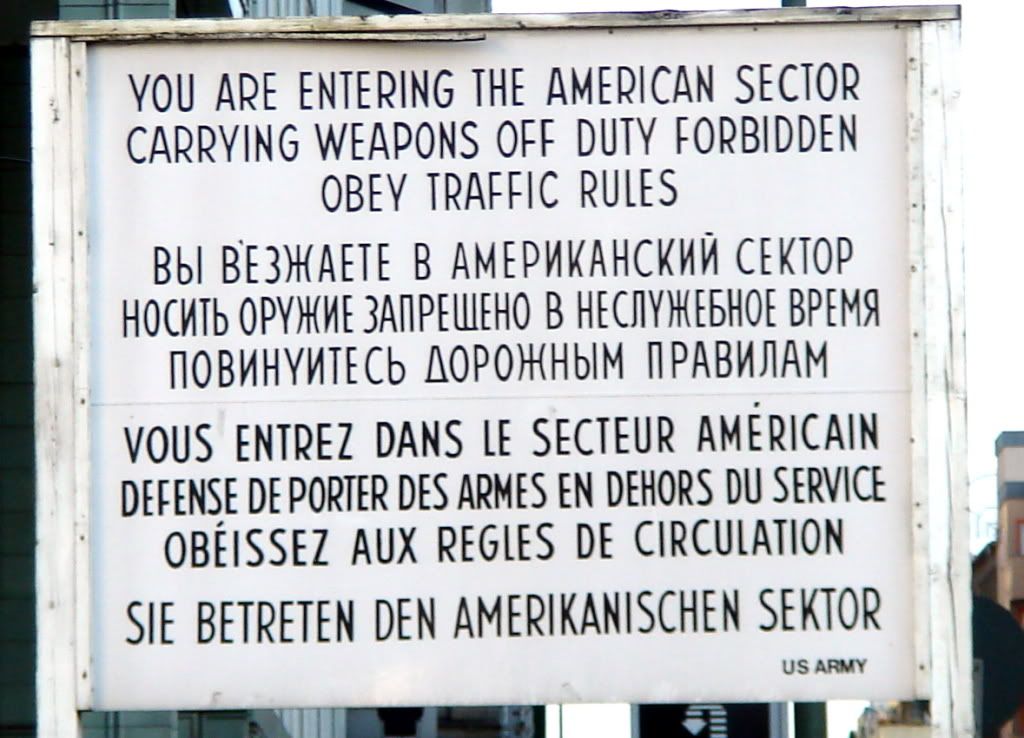 YOU ARE ENTERING THE AMERICAN SECTOR
CARRYING WEAPONS OFF DUTY FORBIDDEN
OBEY TRAFFIC RULES
ВЫ В'ЕЗЖАЕТЕ В АМЕРИКАНСКИЙ СЕКТОР
НОСИТЬ ОРУЖИЕ ЗАПРЕЩЕНО В НЕСЛУЖЕБНОЕ ВРЕМЯ
ПОВИНУИТЕСЬ ДОРОЖНЫМ ПРАВИЛАМ
VOUS ENTREZ DANS LE SECTEUR AMÉRICAIN
DEFENSE DE PORTER DES ARMES EN DEHORS DU SERVICE
OBÉISSEZ AUX REGLES DE CIRCULATION
SIE BETRETEN DEN AMERIKANISCHEN SEKTOR
US ARMY